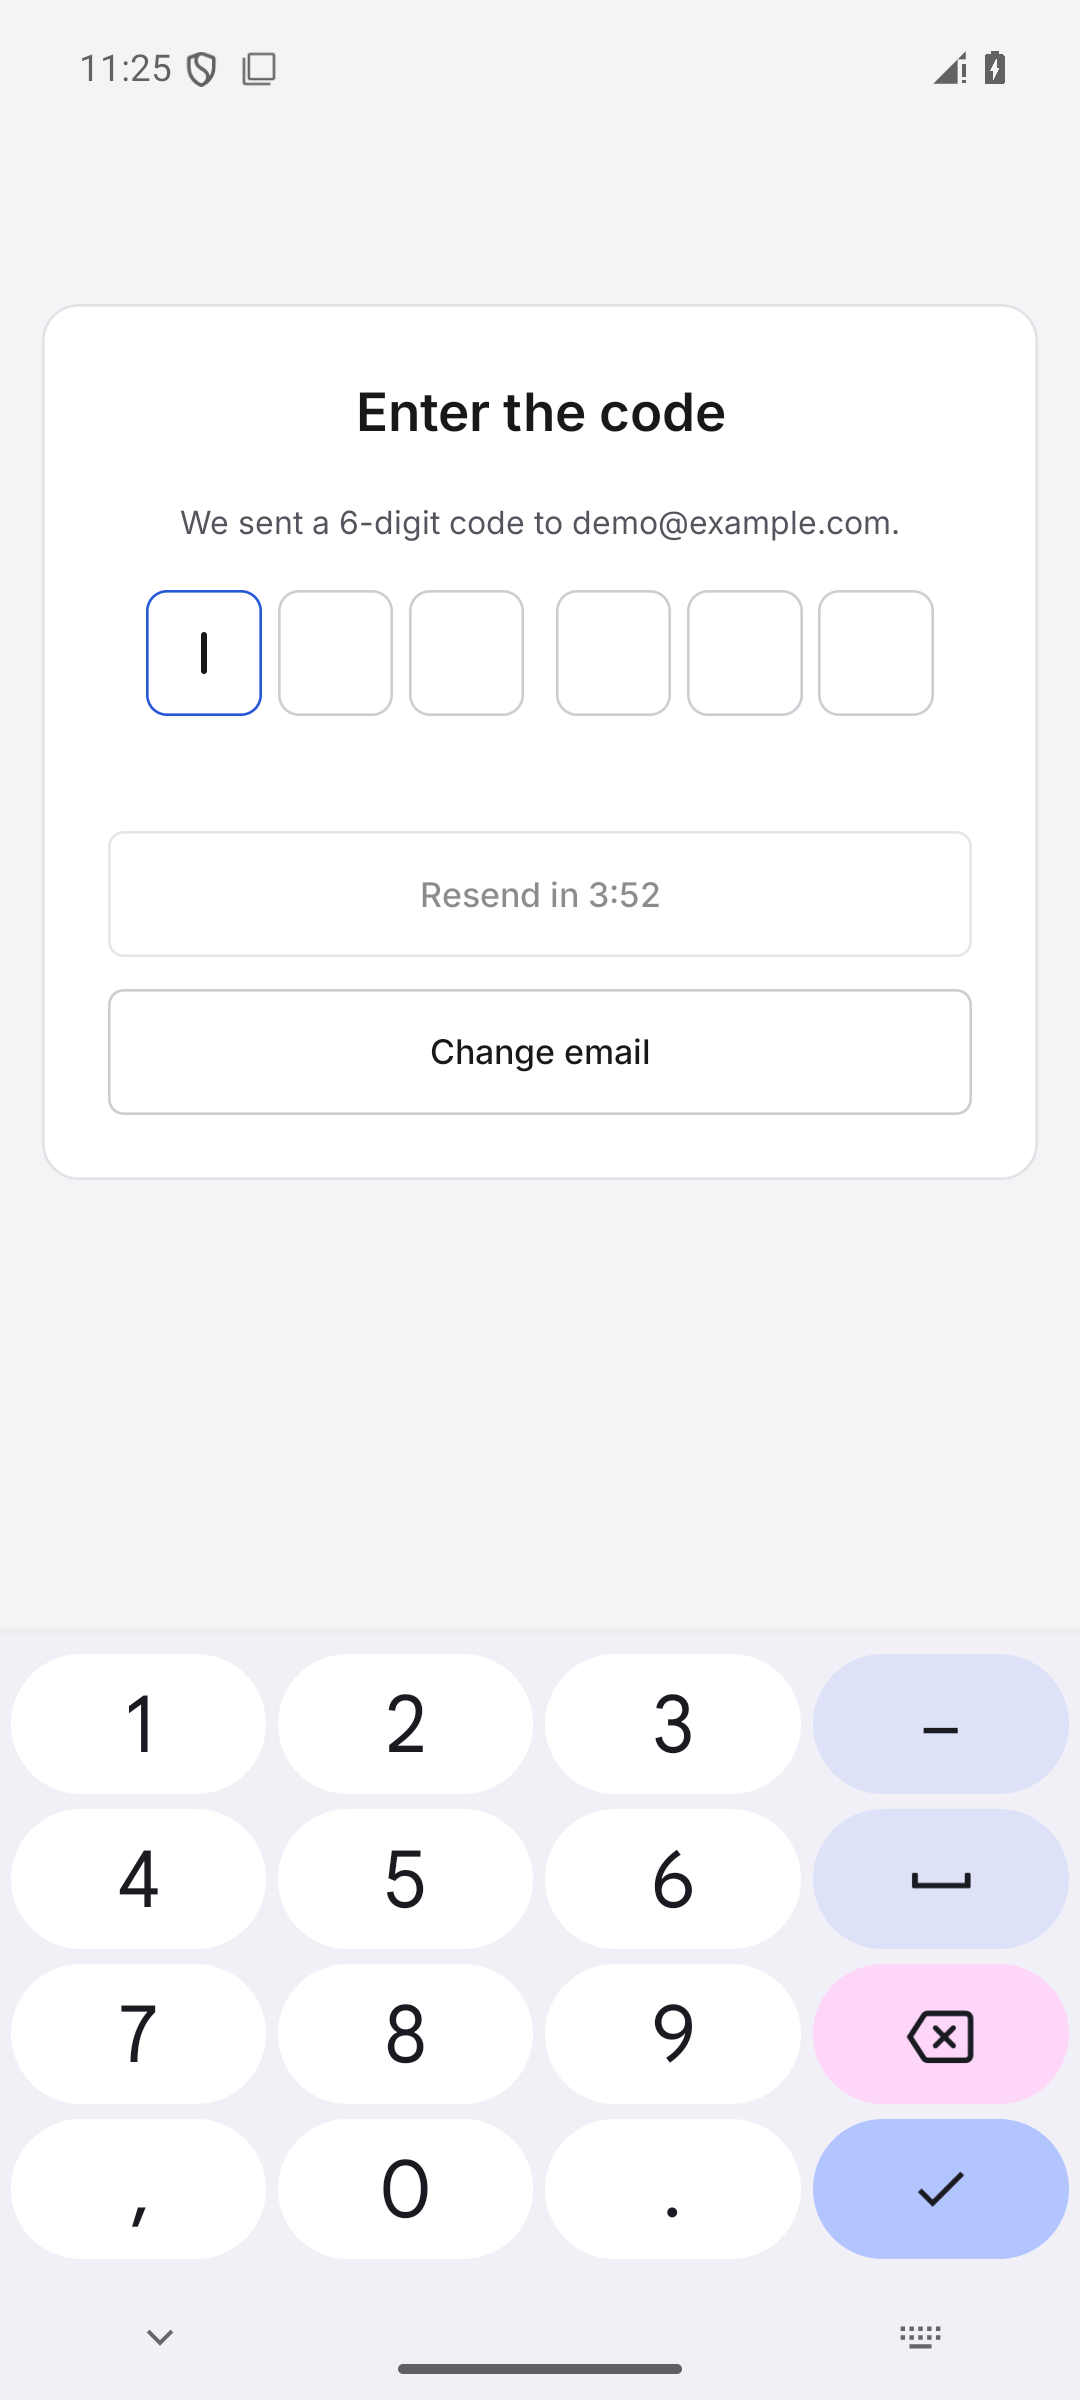 11:25
Enter the code
We sent a 6-digit code to demo@example.com.
Resend in 3:52
Change email
1 2 3 –
4 5 6
7 8 9
, 0 .